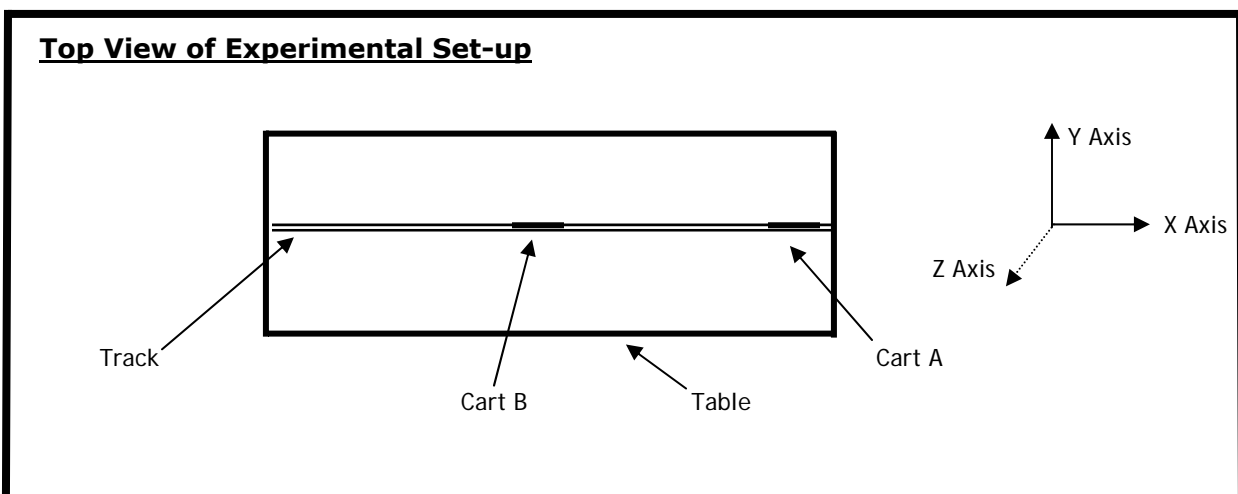 Top View of Experimental Set-up
Y Axis
X Axis
Z Axis
Track
Cart A
Cart B
Table